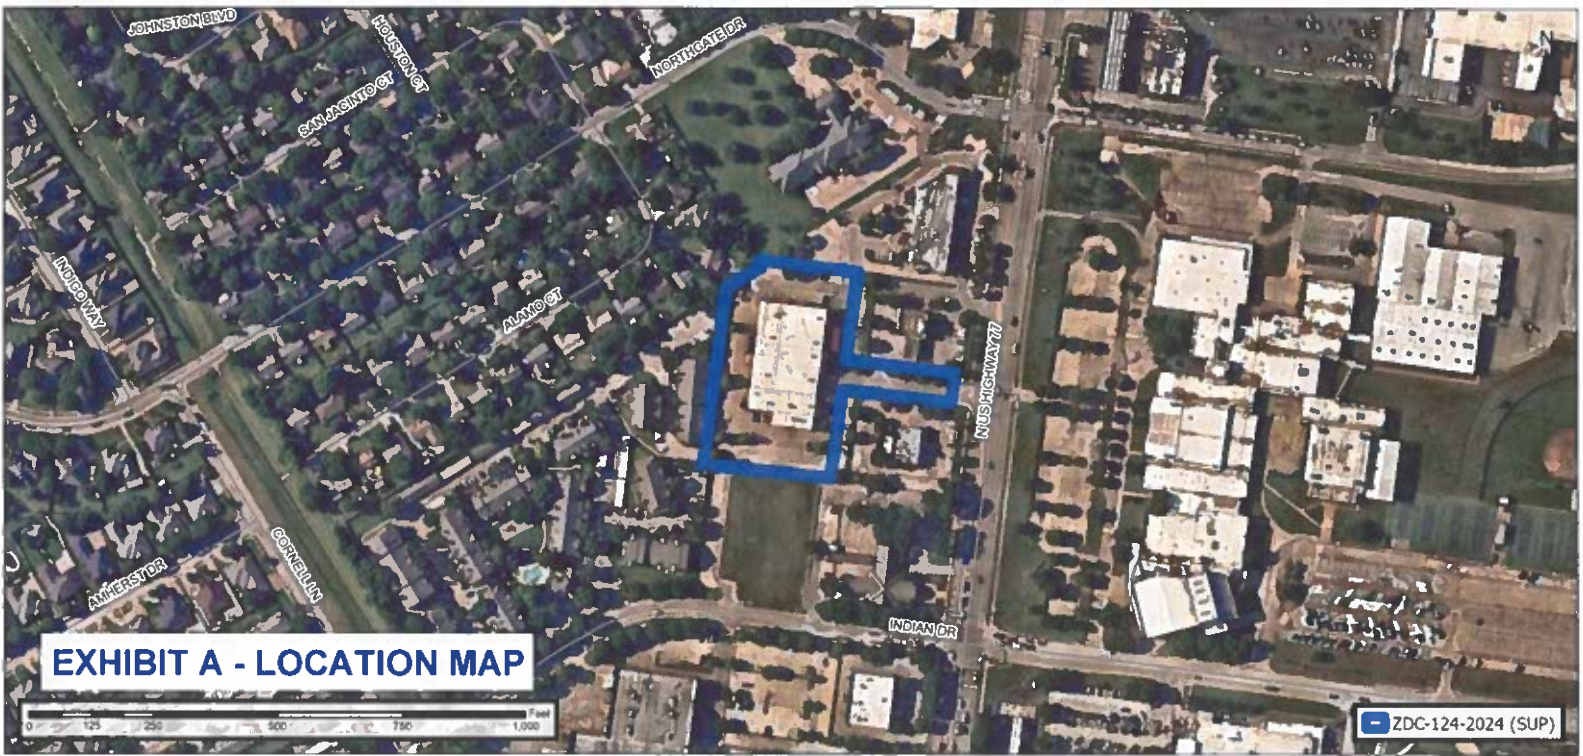 JOHNSTON BLVD
HOUSTON CT
NORTHGATE DR
N
SAN JACINTO CT
INDIGO WAY
ALAMO CT
N US HIGHWAY 77
CORNELL LN
AMHERST DR
INDIAN DR
EXHIBIT A - LOCATION MAP
0 125 250 500 750 1,000 Feet
ZDC-124-2024 (SUP)